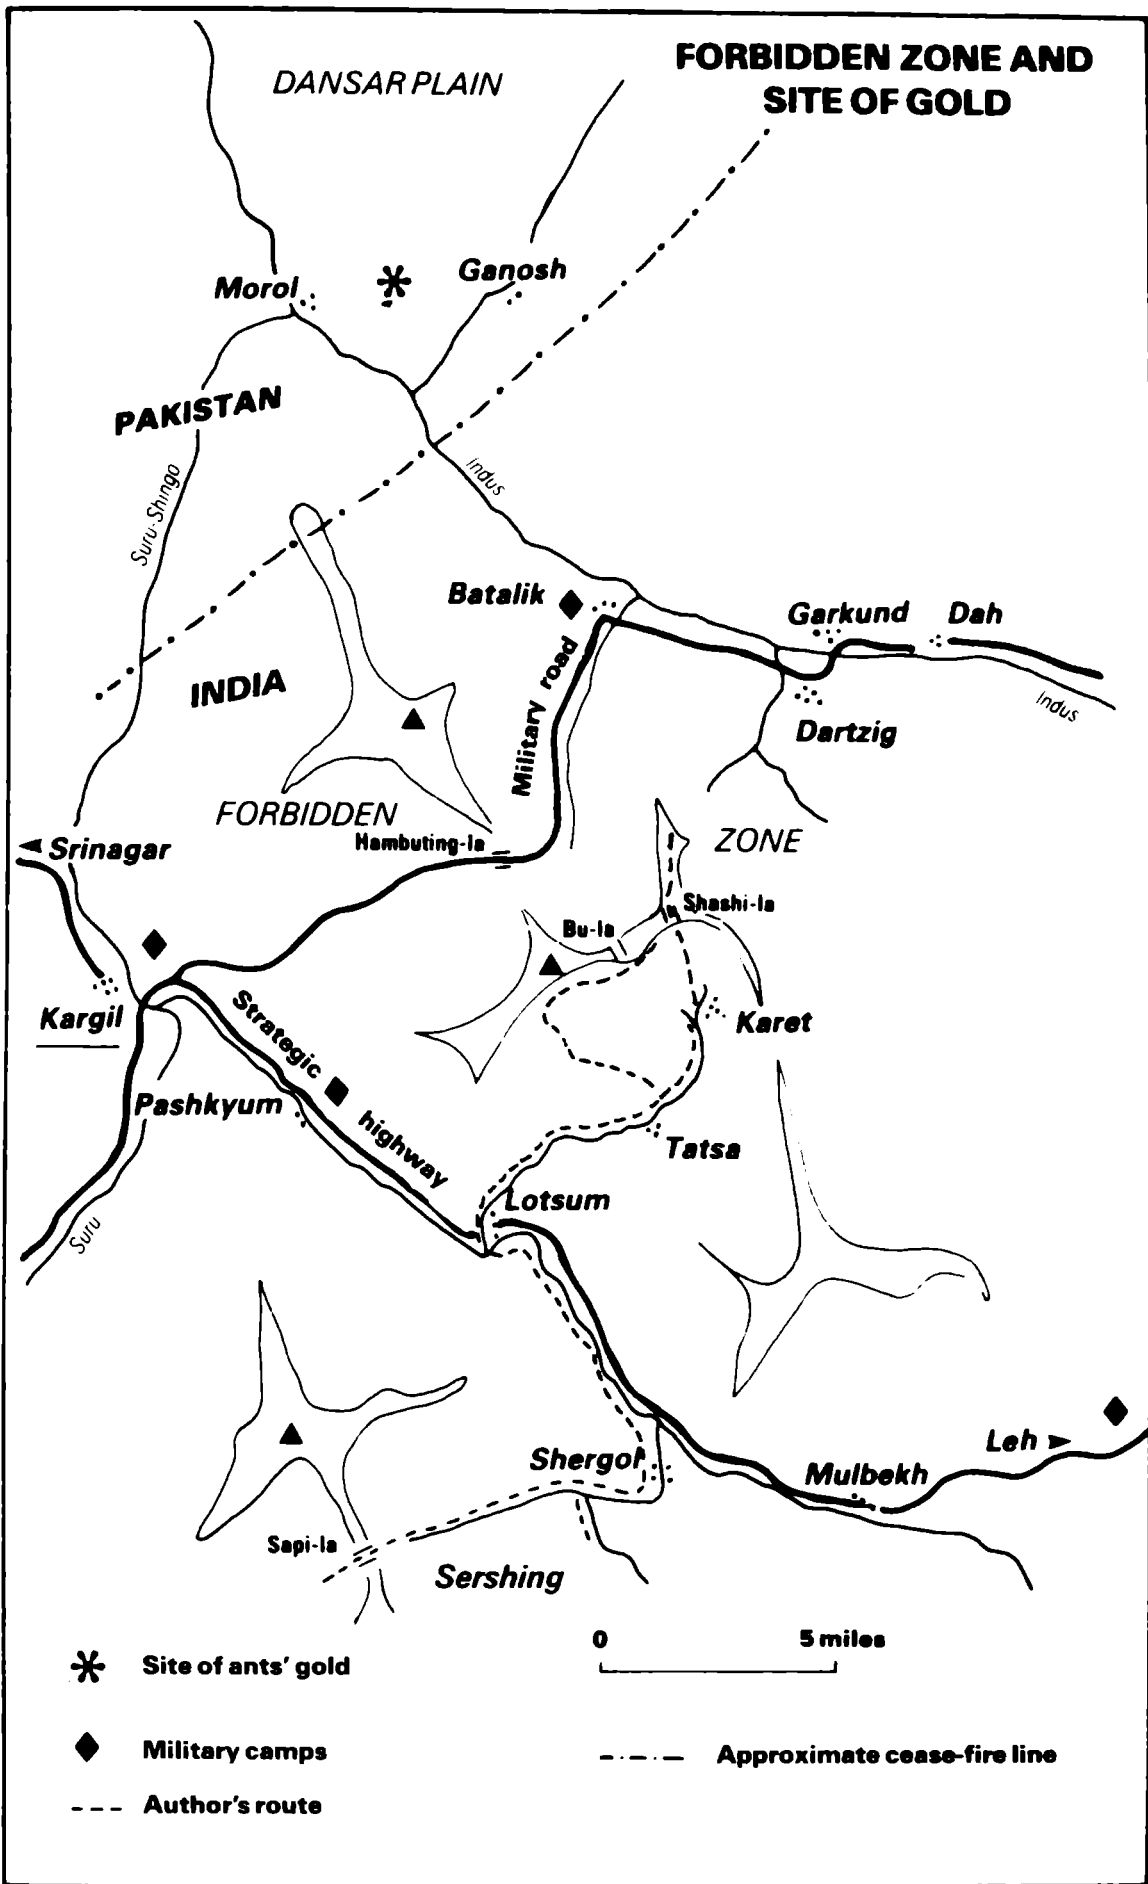 FORBIDDEN ZONE AND
SITE OF GOLD
DANSAR PLAIN
Morol
Ganosh
PAKISTAN
Suru-Shingo
Indus
Batalik
Garkund
Dah
Military road
INDIA
Indus
Dartzig
FORBIDDEN
ZONE
Hambuting-la
Srinagar
Shashi-la
Bu-la
Kargil
Karet
Strategic highway
Pashkyum
Tatsa
Lotsum
Suru
Shergol
Leh
Mulbekh
Sapi-la
Sershing
0 5 miles
Site of ants' gold
Military camps
Approximate cease-fire line
Author's route